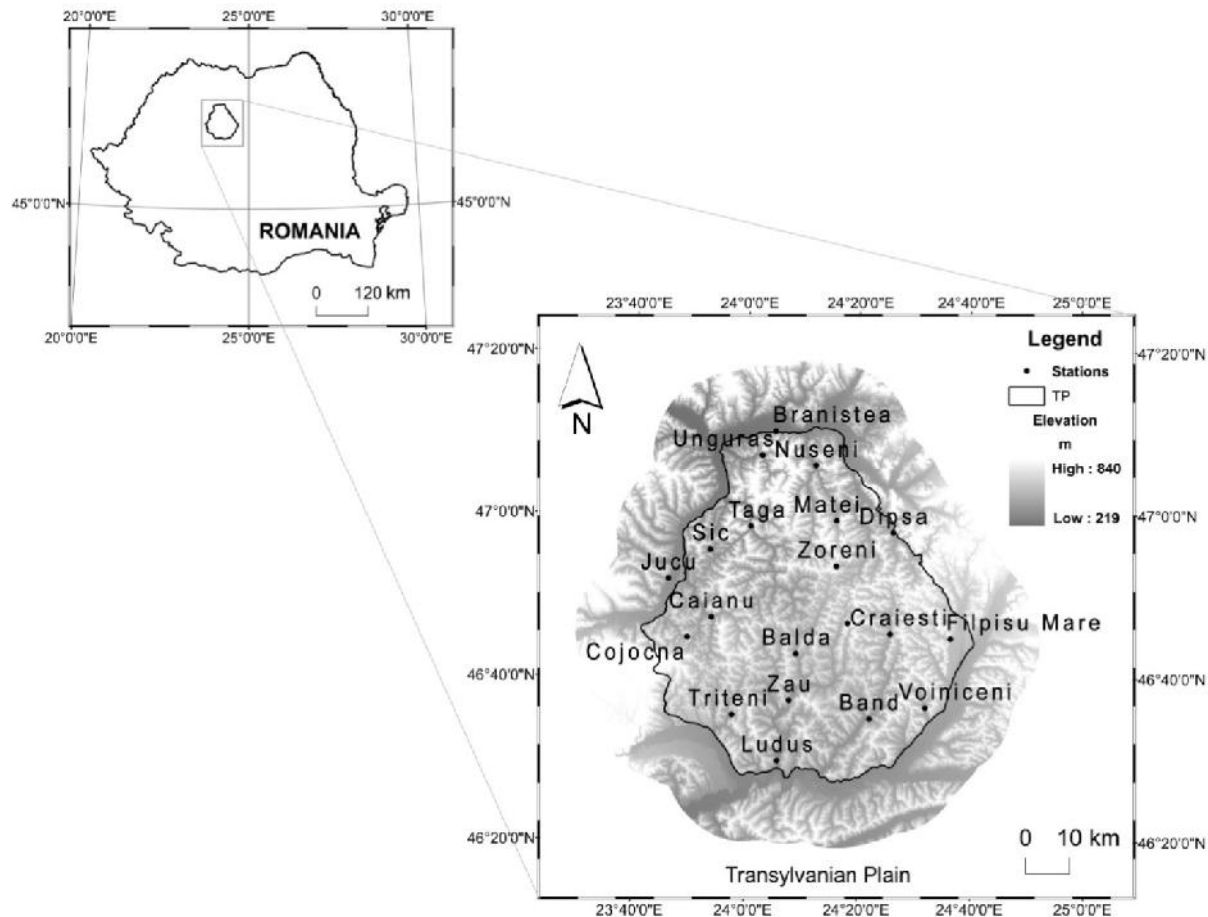 20°0'0"E 25°0'0"E 30°0'0"E
45°0'0"N 45°0'0"N
ROMANIA
0 120 km
20°0'0"E 25°0'0"E 30°0'0"E
23°40'0"E 24°0'0"E 24°20'0"E 24°40'0"E 25°0'0"E
47°20'0"N 47°20'0"N
N
Legend
Stations
TP
Elevation
m
High : 840
Low : 219
Branistea
Unguras
Nuseni
47°0'0"N 47°0'0"N
Taga
Matei
Dipsa
Sic
Zoreni
Jucu
Caianu
Craiesti
Filpisu Mare
Balda
Cojocna
46°40'0"N 46°40'0"N
Zau
Triteni
Band
Voiniceni
Ludus
46°20'0"N 46°20'0"N
0 10 km
Transylvanian Plain
23°40'0"E 24°0'0"E 24°20'0"E 24°40'0"E 25°0'0"E